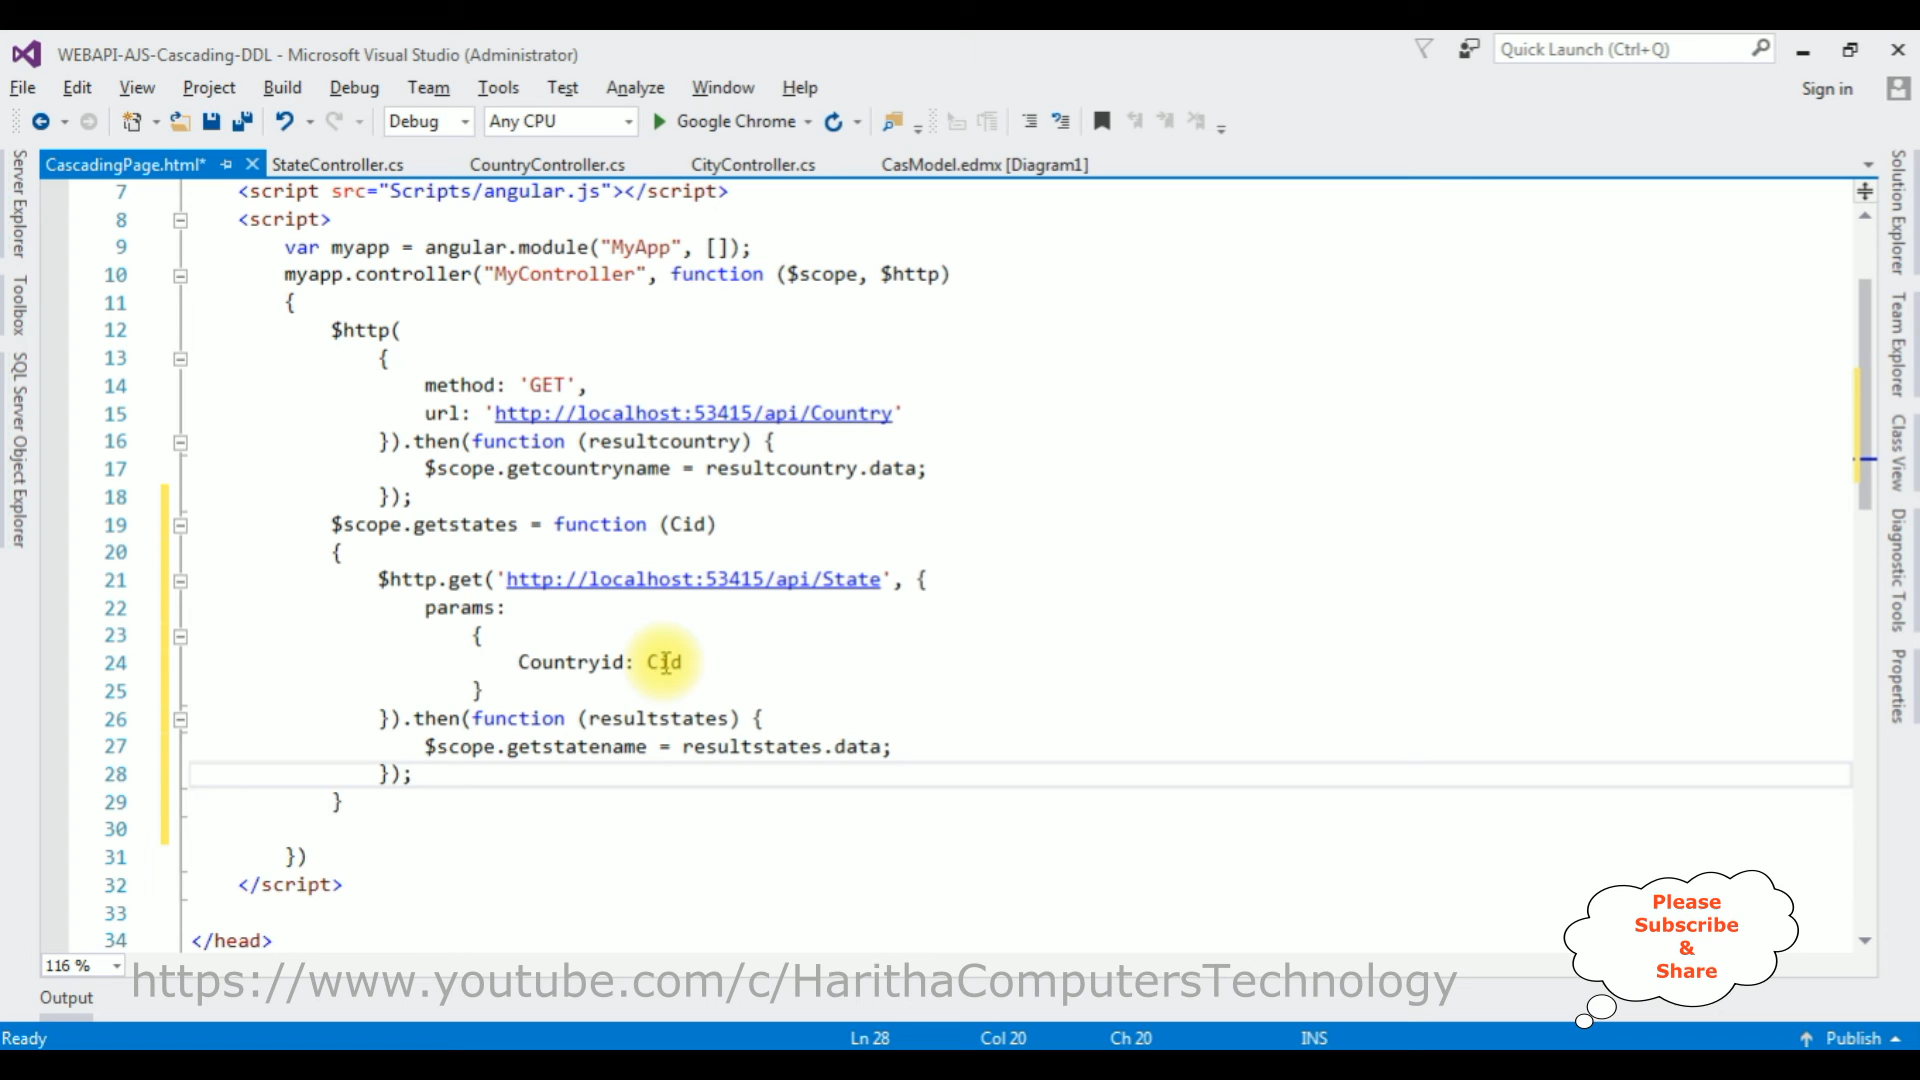 WEBAPI-AJS-Cascading-DDL - Microsoft Visual Studio (Administrator)
Quick Launch (Ctrl+Q)
File Edit View Project Build Debug Team Tools Test Analyze Window Help
Sign in
Debug Any CPU Google Chrome
CascadingPage.html* StateController.cs CountryController.cs CityController.cs CasModel.edmx [Diagram1]
Server Explorer
Toolbox
SQL Server Object Explorer
7 <script src="Scripts/angular.js"></script>
8 <script>
9 var myapp = angular.module("MyApp", []);
10 myapp.controller("MyController", function ($scope, $http)
11 {
12 $http(
13 {
14 method: 'GET',
15 url: 'http://localhost:53415/api/Country'
16 }).then(function (resultcountry) {
17 $scope.getcountryname = resultcountry.data;
18 });
19 $scope.getstates = function (Cid)
20 {
21 $http.get('http://localhost:53415/api/State', {
22 params:
23 {
24 Countryid: Cid
25 }
26 }).then(function (resultstates) {
27 $scope.getstatename = resultstates.data;
28 });
29 }
30
31 })
32 </script>
33
34 </head>
Solution Explorer
Team Explorer
Class View
Diagnostic Tools
Properties
Please
Subscribe
&
Share
116 %
https://www.youtube.com/c/HarithaComputersTechnology
Output
Ready Ln 28 Col 20 Ch 20 INS Publish